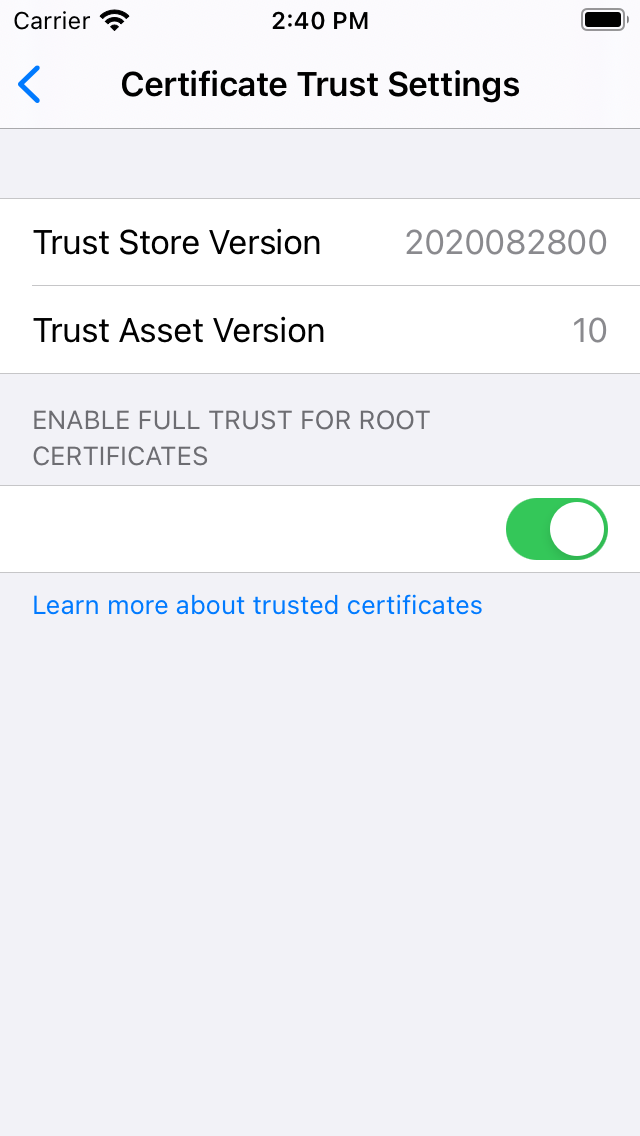 Carrier 2:40 PM
Certificate Trust Settings
Trust Store Version 2020082800
Trust Asset Version 10
ENABLE FULL TRUST FOR ROOT
CERTIFICATES
Learn more about trusted certificates